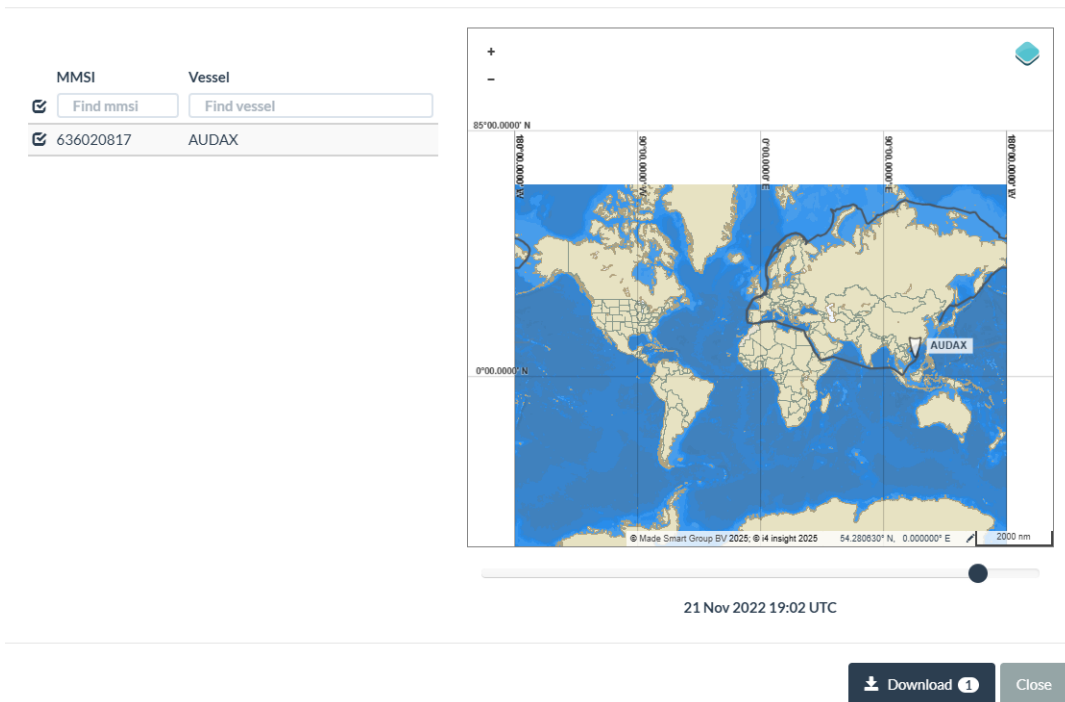 MMSI Vessel
Find mmsi Find vessel
636020817 AUDAX
+
−
85°00.0000' N
180°00.0000' W 90°00.0000' W 0°00.0000' E 90°00.0000' E 180°00.0000' W
AUDAX
0°00.0000' N
© Made Smart Group BV 2025; © i4 insight 2025 54.280630° N, 0.000000° E 2000 nm
21 Nov 2022 19:02 UTC
Download 1 Close